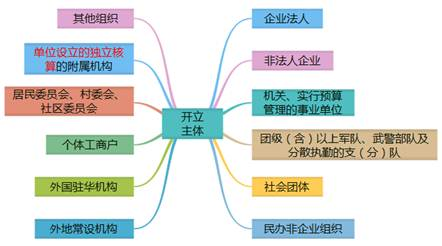 其他组织
单位设立的独立核
算的附属机构
居民委员会、村委会、
社区委员会
个体工商户
外国驻华机构
外地常设机构
开立
主体
企业法人
非法人企业
机关、实行预算
管理的事业单位
团级（含）以上军队、武警部队及
分散执勤的支（分）队
社会团体
民办非企业组织